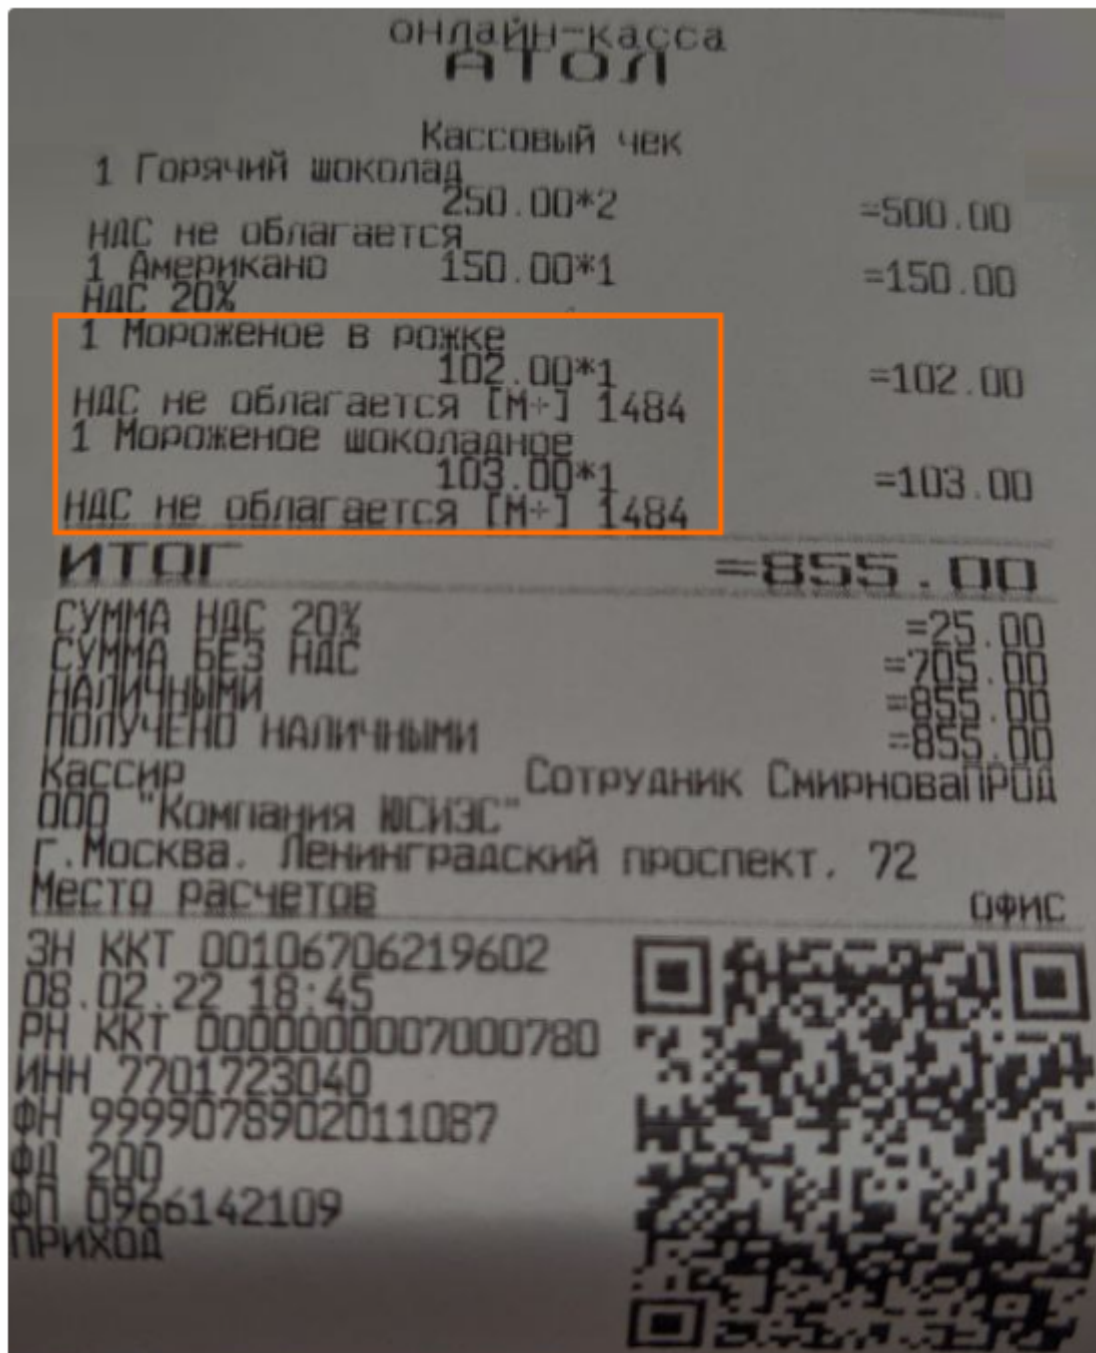 онлайн-касса
АТОЛ
Кассовый чек
1 Горячий шоколад
250.00*2 =500.00
НДС не облагается
1 Американо 150.00*1 =150.00
НДС 20%
1 Мороженое в рожке
102.00*1 =102.00
НДС не облагается [М+] 1484
1 Мороженое шоколадное
103.00*1 =103.00
НДС не облагается [М+] 1484
ИТОГ =855.00
СУММА НДС 20% =25.00
СУММА БЕЗ НДС =705.00
НАЛИЧНЫМИ =855.00
ПОЛУЧЕНО НАЛИЧНЫМИ =855.00
Кассир Сотрудник СмирноваПРОД
ООО "Компания ЮСИЭС"
г.Москва. Ленинградский проспект, 72
Место расчетов ОФИС
ЗН ККТ 00106706219602
08.02.22 18:45
РН ККТ 0000000007000780
ИНН 7701723040
ФН 9999078902011087
ФД 200
ФП 0966142109
ПРИХОД